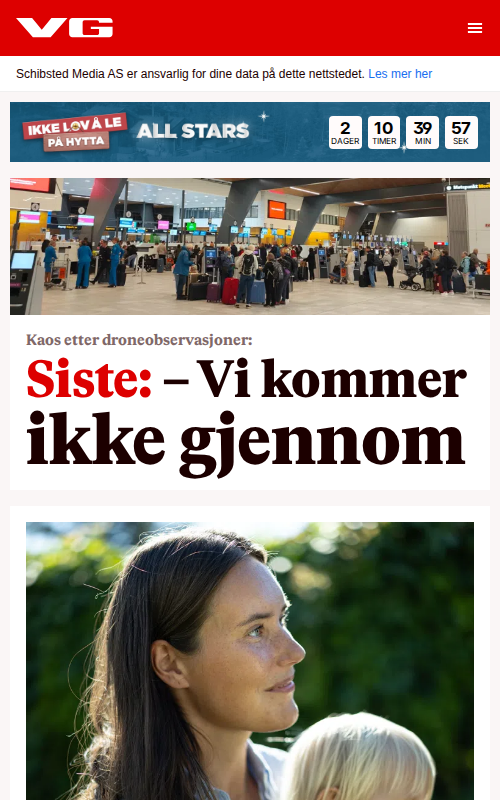 VG
Schibsted Media AS er ansvarlig for dine data på dette nettstedet. Les mer her
IKKE LOV Å LE
PÅ HYTTA
ALL STARS
2 10 39 57
DAGER TIMER MIN SEK
Kaos etter droneobservasjoner:
Siste: – Vi kommer
ikke gjennom